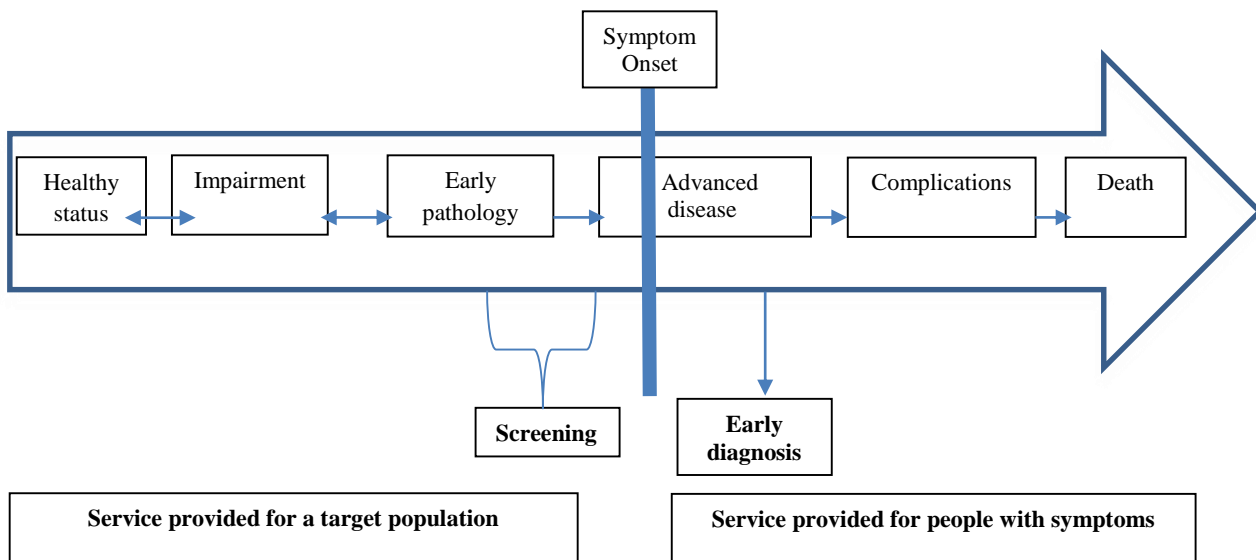 Symptom
Onset
Healthy
status
Impairment
Early
pathology
Advanced
disease
Complications
Death
Screening
Early
diagnosis
Service provided for a target population
Service provided for people with symptoms